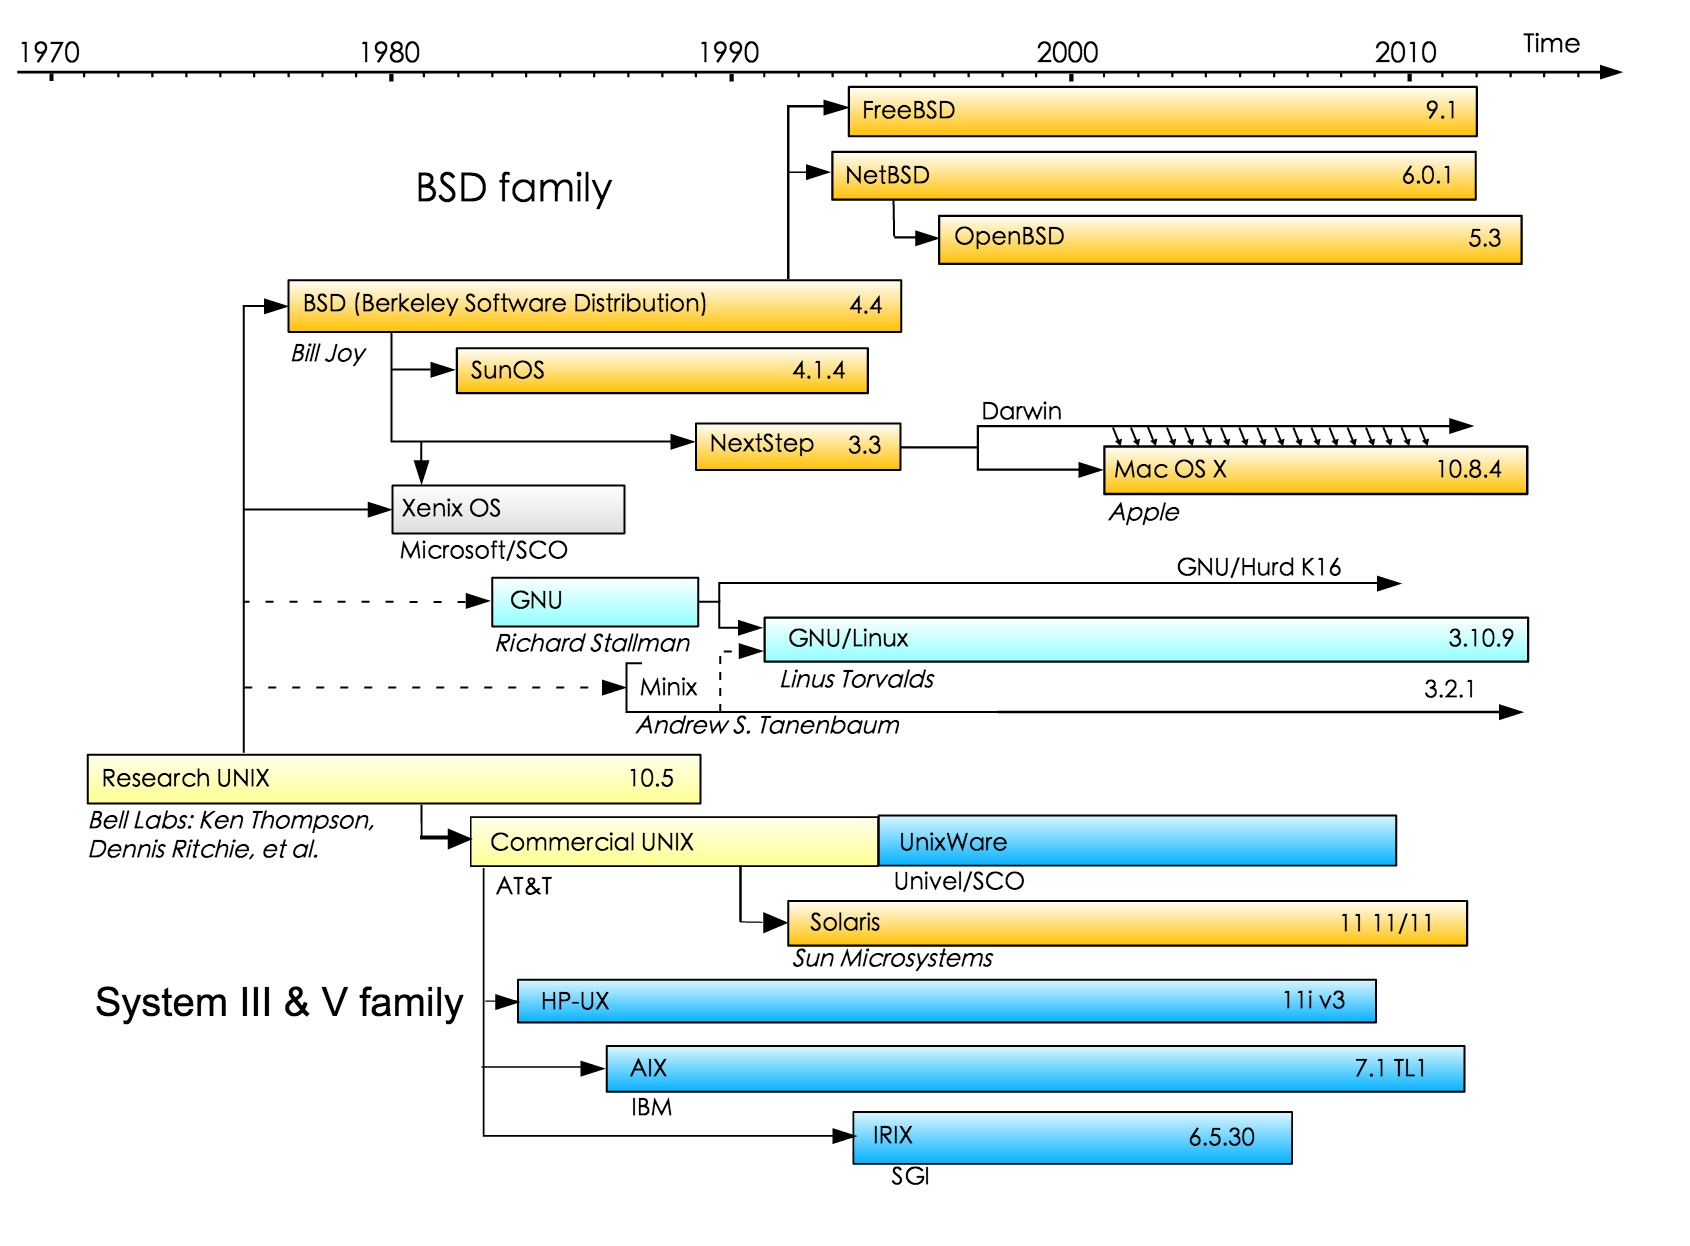 1970 1980 1990 2000 2010 Time
FreeBSD 9.1
BSD family
NetBSD 6.0.1
OpenBSD 5.3
BSD (Berkeley Software Distribution) 4.4
Bill Joy
SunOS 4.1.4
Darwin
NextStep 3.3
Mac OS X 10.8.4
Apple
Xenix OS
Microsoft/SCO
GNU/Hurd K16
GNU
Richard Stallman
GNU/Linux 3.10.9
Linus Torvalds
Minix 3.2.1
Andrew S. Tanenbaum
Research UNIX 10.5
Bell Labs: Ken Thompson,
Dennis Ritchie, et al.
Commercial UNIX
AT&T
UnixWare
Univel/SCO
Solaris 11 11/11
Sun Microsystems
System III & V family
HP-UX 11i v3
AIX 7.1 TL1
IBM
IRIX 6.5.30
SGI